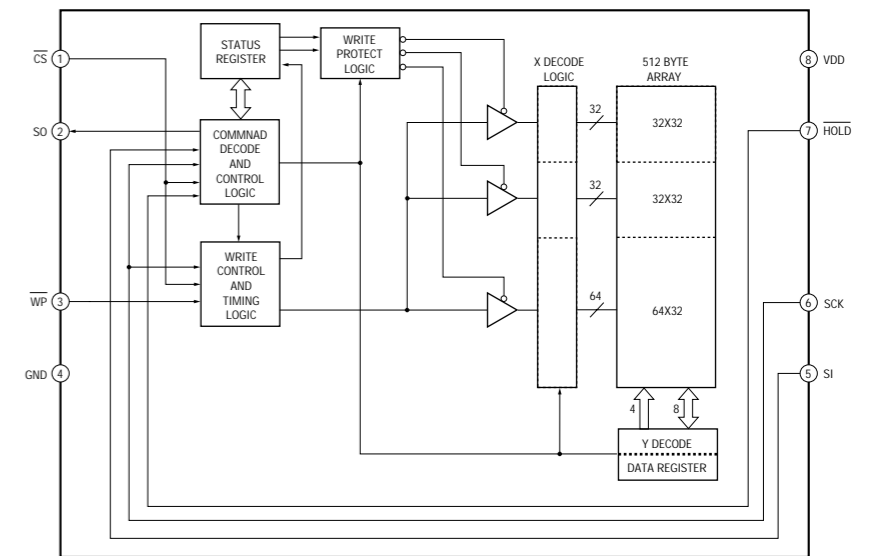 STATUS
REGISTER
WRITE
PROTECT
LOGIC
X DECODE
LOGIC
512 BYTE
ARRAY
CS 1
8 VDD
SO 2
COMMNAD
DECODE
AND
CONTROL
LOGIC
32
32X32
7 HOLD
32
32X32
WRITE
CONTROL
AND
TIMING
LOGIC
WP 3
64
64X32
6 SCK
GND 4
5 SI
4
8
Y DECODE
DATA REGISTER